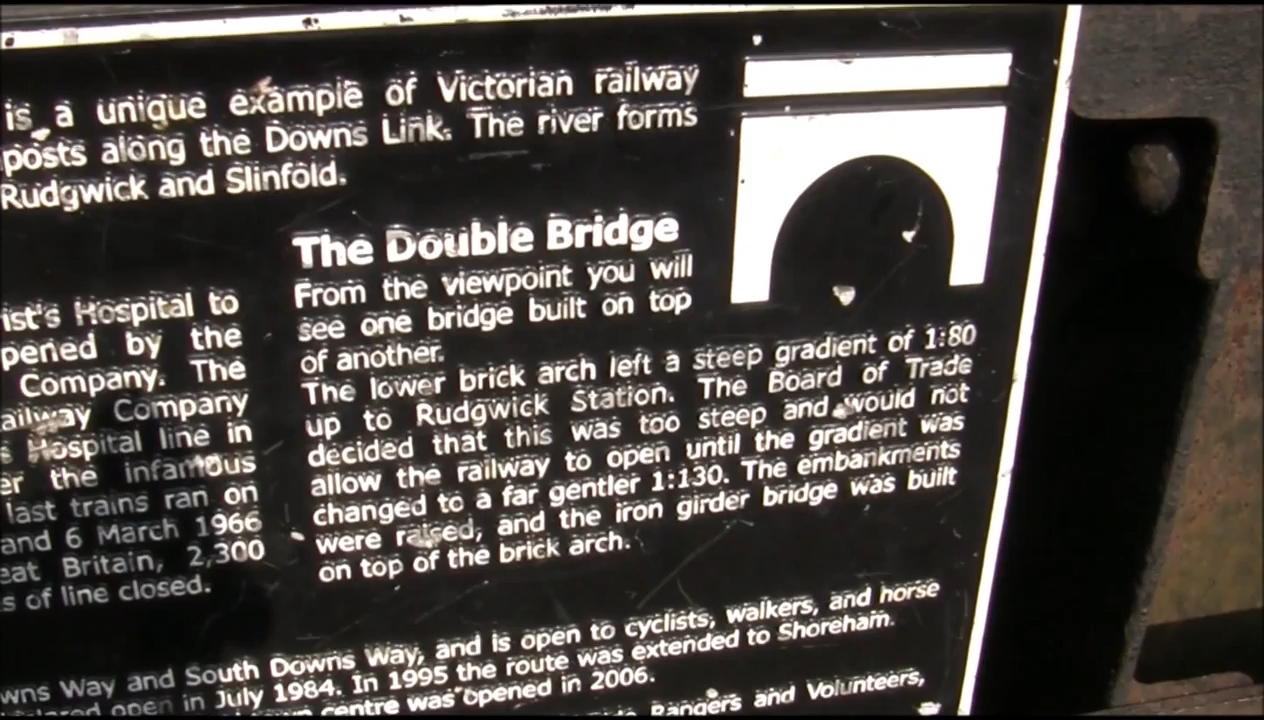 is a unique example of Victorian railway
posts along the Downs Link. The river forms
Rudgwick and Slinfold.
ist's Hospital to
pened by the
Company. The
ailway Company
s Hospital line in
er the infamous
last trains ran on
and 6 March 1966
eat Britain, 2,300
s of line closed.
The Double Bridge
From the viewpoint you will
see one bridge built on top
of another.
The lower brick arch left a steep gradient of 1:80
up to Rudgwick Station. The Board of Trade
decided that this was too steep and would not
allow the railway to open until the gradient was
changed to a far gentler 1:130. The embankments
were raised, and the iron girder bridge was built
on top of the brick arch.
wns Way and South Downs Way, and is open to cyclists, walkers, and horse
open in July 1984. In 1995 the route was extended to Shoreham.
centre was opened in 2006.
Rangers and Volunteers,